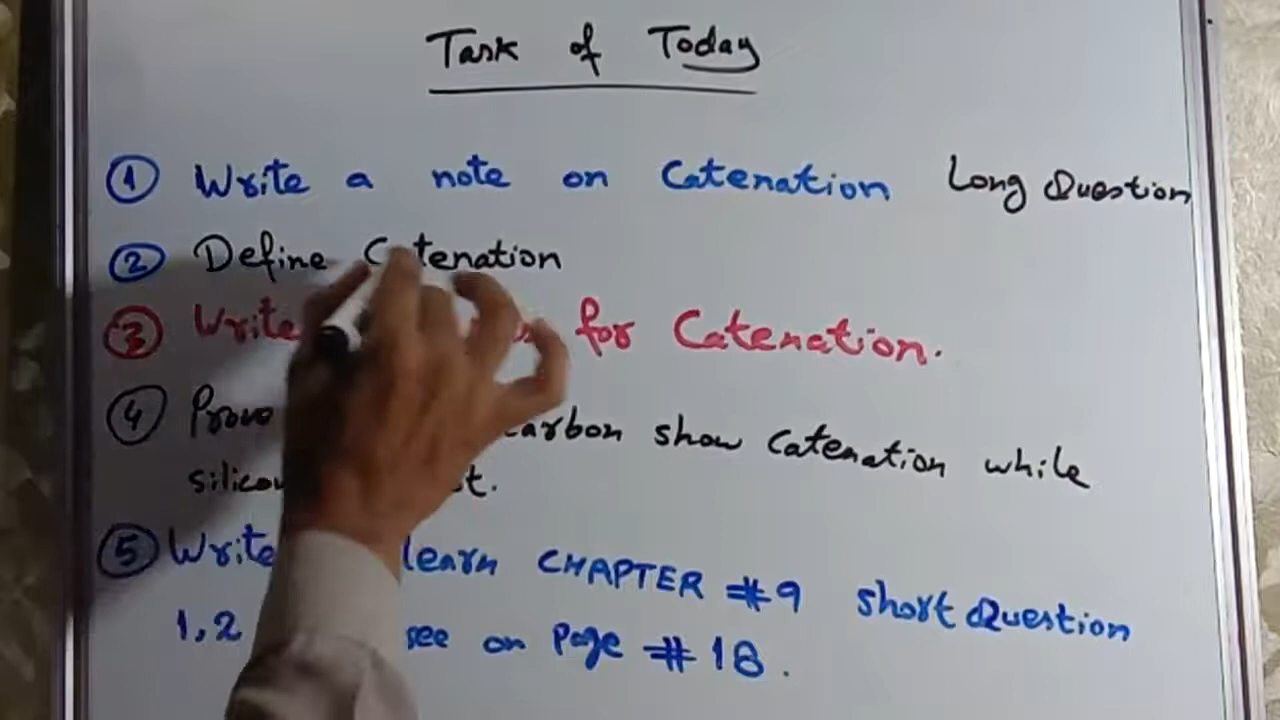 Task of Today
① Write a note on Catenation Long Question
② Define Catenation
③ Write for Catenation.
④ carbon show Catenation while
⑤ Write learn CHAPTER #9 short Question
1,2 see on Page #18.